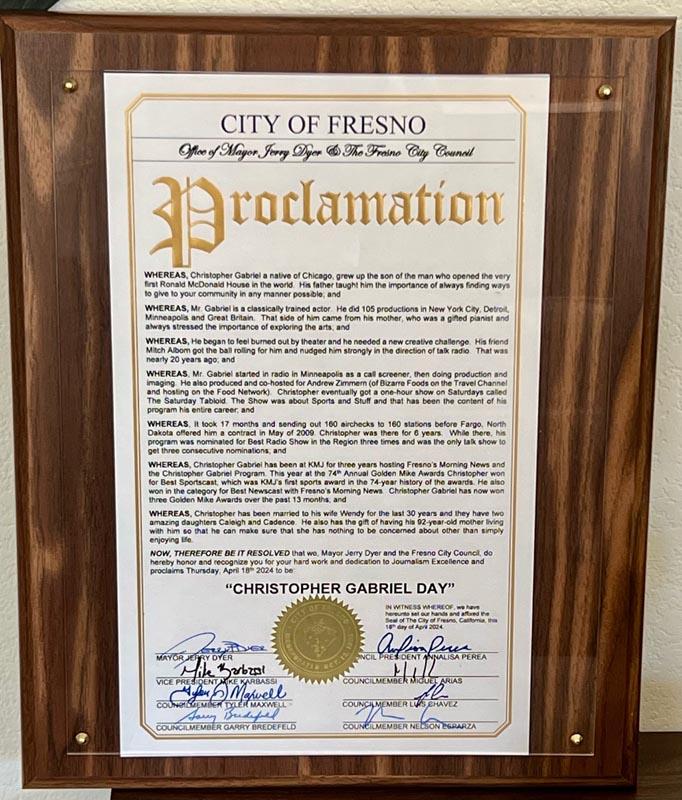 CITY OF FRESNO
Office of Mayor Jerry Dyer & The Fresno City Council
Proclamation
WHEREAS, Christopher Gabriel a native of Chicago, grew up the son of the man who opened the very
first Ronald McDonald House in the world. His father taught him the importance of always finding ways
to give to your community in any manner possible; and
WHEREAS, Mr. Gabriel is a classically trained actor. He did 105 productions in New York City, Detroit,
Minneapolis and Great Britain. That side of him came from his mother, who was a gifted pianist and
always stressed the importance of exploring the arts; and
WHEREAS, He began to feel burned out by theater and he needed a new creative challenge. His friend
Mitch Albom got the ball rolling for him and nudged him strongly in the direction of talk radio. That was
nearly 20 years ago; and
WHEREAS, Mr. Gabriel started in radio in Minneapolis as a call screener, then doing production and
imaging. He also produced and co-hosted for Andrew Zimmern (of Bizarre Foods on the Travel Channel
and hosting on the Food Network). Christopher eventually got a one-hour show on Saturdays called
The Saturday Tabloid. The Show was about Sports and Stuff and that has been the content of his
program his entire career; and
WHEREAS, It took 17 months and sending out 160 airchecks to 160 stations before Fargo, North
Dakota offered him a contract in May of 2009. Christopher was there for 6 years. While there, his
program was nominated for Best Radio Show in the Region three times and was the only talk show to
get three consecutive nominations; and
WHEREAS, Christopher Gabriel has been at KMJ for three years hosting Fresno's Morning News and
the Christopher Gabriel Program. This year at the 74th Annual Golden Mike Awards Christopher won
for Best Sportscast, which was KMJ's first sports award in the 74-year history of the awards. He also
won in the category for Best Newscast with Fresno's Morning News. Christopher Gabriel has now won
three Golden Mike Awards over the past 13 months; and
WHEREAS, Christopher has been married to his wife Wendy for the last 30 years and they have two
amazing daughters Caleigh and Cadence. He also has the gift of having his 92-year-old mother living
with him so that he can make sure that she has nothing to be concerned about other than simply
enjoying life.
NOW, THEREFORE BE IT RESOLVED that we, Mayor Jerry Dyer and the Fresno City Council, do
hereby honor and recognize you for your hard work and dedication to Journalism Excellence and
proclaims Thursday, April 18th 2024 to be:
"CHRISTOPHER GABRIEL DAY"
IN WITNESS WHEREOF, we have
hereunto set our hands and affixed the
Seal of The City of Fresno, California, this
18th day of April 2024.
CITY OF FRESNO
Jerry Dyer
MAYOR JERRY DYER
Annalisa Perea
NCIL PRESIDENT ANNALISA PEREA
Mike Karbassi
VICE PRESIDENT MIKE KARBASSI
COUNCILMEMBER MIGUEL ARIAS
Tyler Maxwell
COUNCILMEMBER TYLER MAXWELL
COUNCILMEMBER LUIS CHAVEZ
Garry Bredefeld
COUNCILMEMBER GARRY BREDEFELD
COUNCILMEMBER NELSON ESPARZA